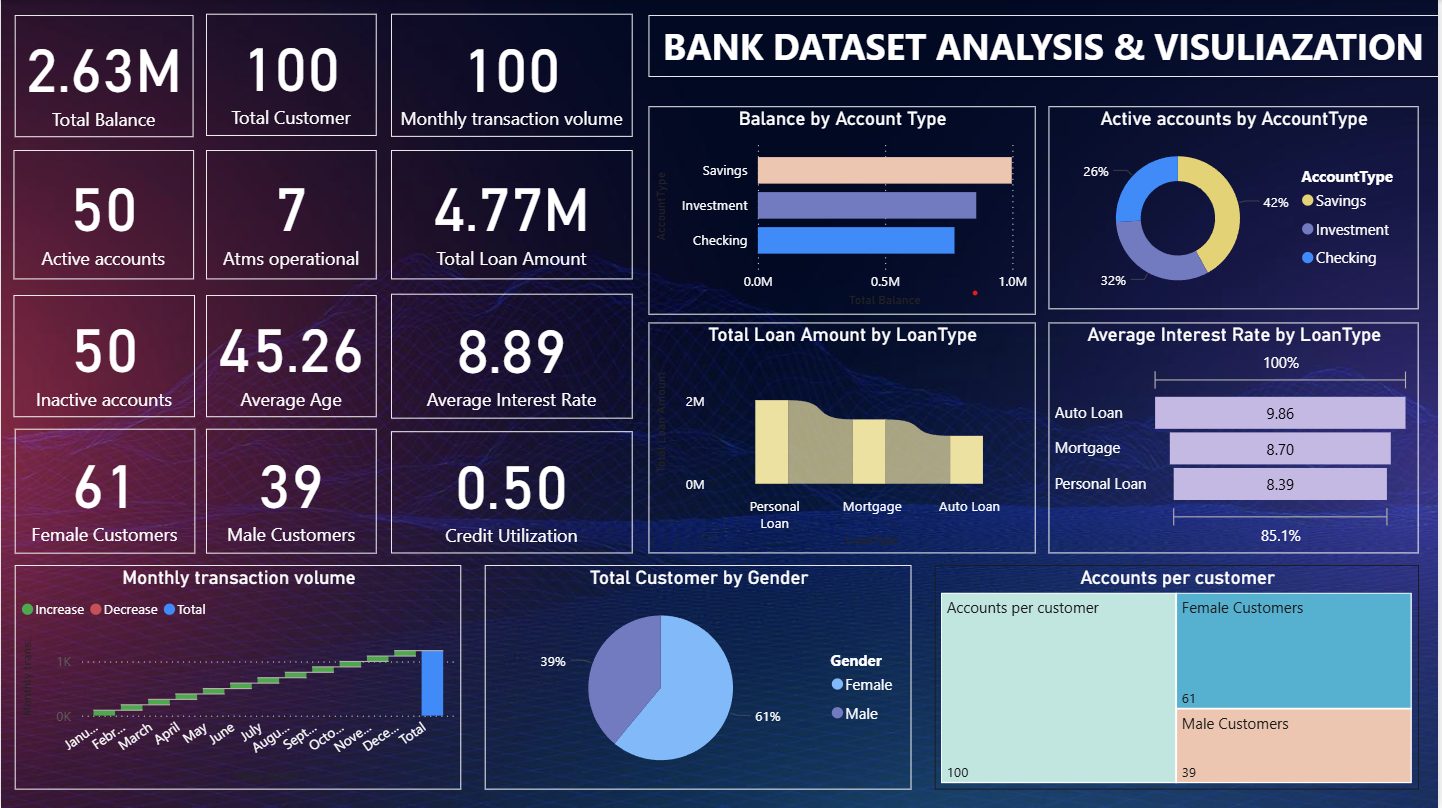 2.63M
Total Balance
100
Total Customer
100
Monthly transaction volume
BANK DATASET ANALYSIS & VISULIAZATION
50
Active accounts
7
Atms operational
4.77M
Total Loan Amount
50
Inactive accounts
45.26
Average Age
8.89
Average Interest Rate
61
Female Customers
39
Male Customers
0.50
Credit Utilization
Balance by Account Type
AccountType
Savings
Investment
Checking
0.0M
0.5M
1.0M
Total Balance
Active accounts by AccountType
26%
42%
32%
AccountType
Savings
Investment
Checking
Total Loan Amount by LoanType
Total Loan Amount
2M
0M
Personal
Loan
Mortgage
Auto Loan
Average Interest Rate by LoanType
100%
Auto Loan
9.86
Mortgage
8.70
Personal Loan
8.39
85.1%
Monthly transaction volume
Increase
Decrease
Total
1K
0K
Janu...
Febr...
March
April
May
June
July
Augu...
Sept...
Octo...
Nove...
Dece...
Total
Total Customer by Gender
39%
61%
Gender
Female
Male
Accounts per customer
Accounts per customer
100
Female Customers
61
Male Customers
39